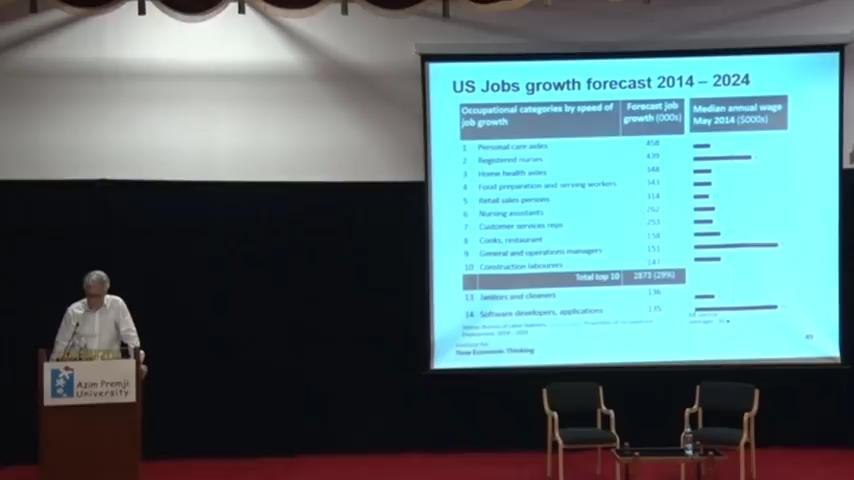 US Jobs growth forecast 2014 – 2024
Occupational categories by speed of job growth
Forecast job growth (000s)
Median annual wage May 2014 ($000s)
1 Personal care aides 458
2 Registered nurses 439
3 Home health aides 348
4 Food preparation and serving workers 343
5 Retail sales persons 314
6 Nursing assistants 262
7 Customer services reps 253
8 Cooks, restaurant 158
9 General and operations managers 151
10 Construction labourers 147
Total top 10 2873 (29%)
13 Janitors and cleaners 136
14 Software developers, applications 135
New Economic Thinking
Azim Premji
University